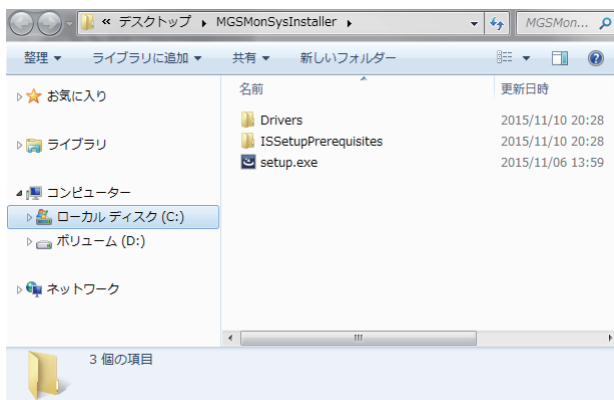 « デスクトップ ▸ MGSMonSysInstaller ▸
MGSMon...
整理 ▼ ライブラリに追加 ▼ 共有 ▼ 新しいフォルダー
名前 更新日時
お気に入り
ライブラリ
コンピューター
ローカル ディスク (C:)
ボリューム (D:)
ネットワーク
Drivers 2015/11/10 20:28
ISSetupPrerequisites 2015/11/10 20:28
setup.exe 2015/11/06 13:59
3 個の項目